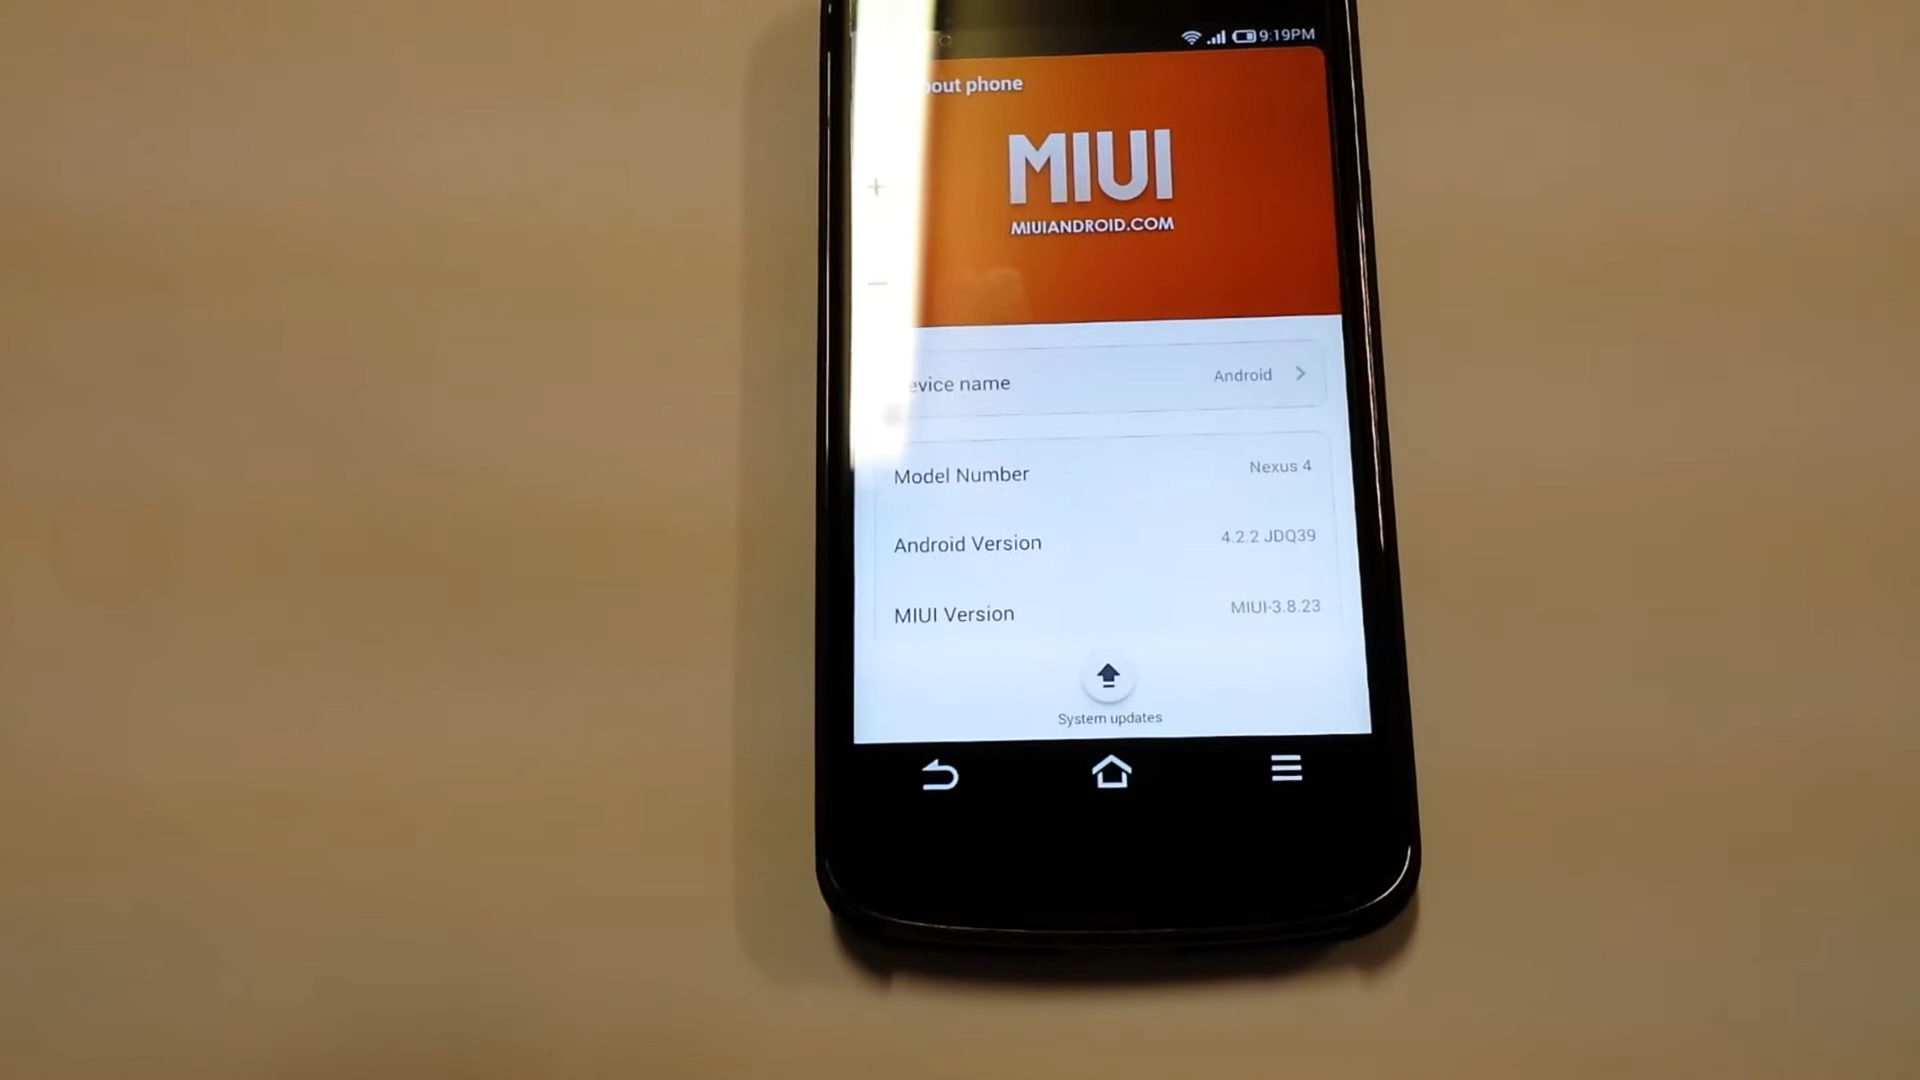 9:19PM
out phone
MIUI
MIUIANDROID.COM
evice name Android
Model Number Nexus 4
Android Version 4.2.2 JDQ39
MIUI Version MIUI-3.8.23
System updates